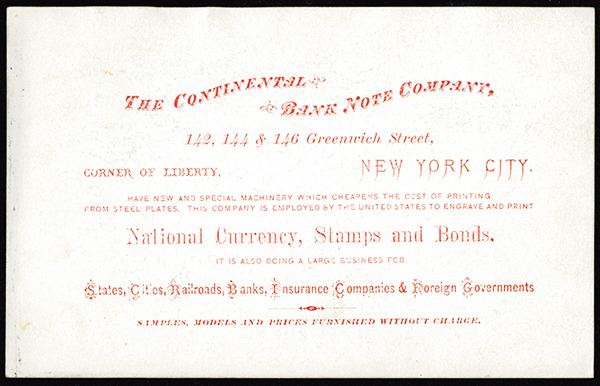 THE CONTINENTAL
BANK NOTE COMPANY,
142, 144 & 146 Greenwich Street,
CORNER OF LIBERTY, NEW YORK CITY.
HAVE NEW AND SPECIAL MACHINERY WHICH CHEAPENS THE COST OF PRINTING
FROM STEEL PLATES. THIS COMPANY IS EMPLOYED BY THE UNITED STATES TO ENGRAVE AND PRINT
National Currency, Stamps and Bonds.
IT IS ALSO DOING A LARGE BUSINESS FOR
States, Cities, Railroads, Banks, Insurance Companies & Foreign Governments
SAMPLES, MODELS AND PRICES FURNISHED WITHOUT CHARGE.